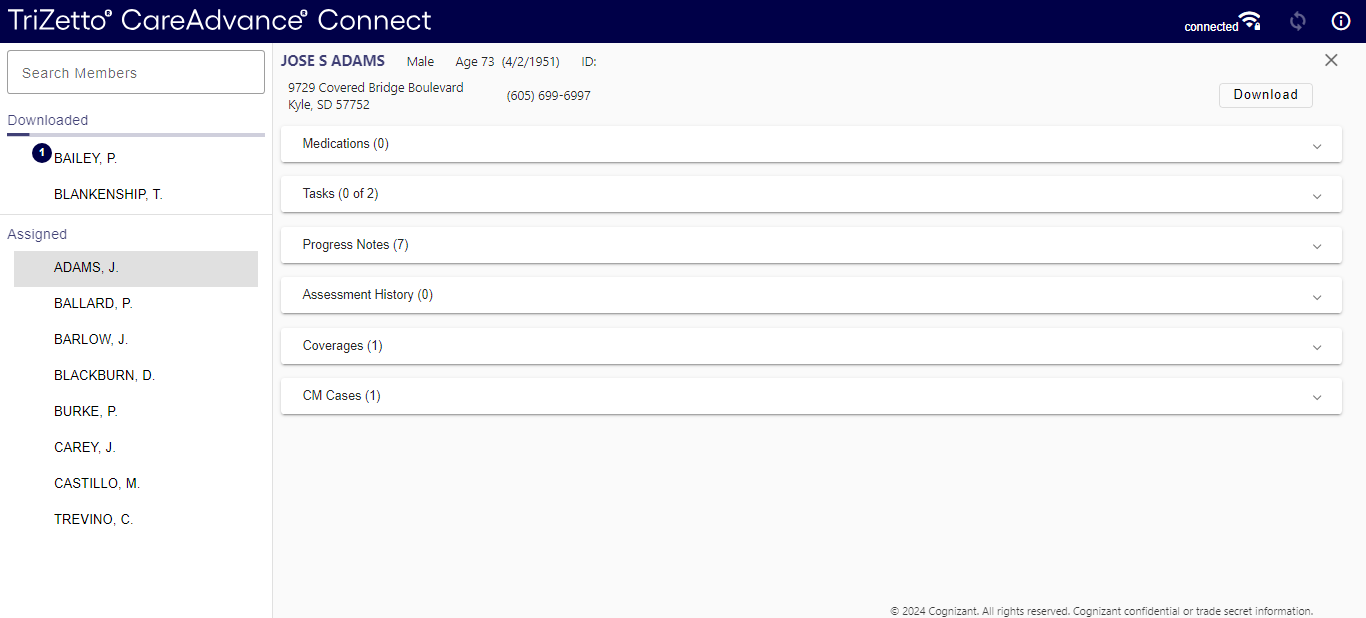 TriZetto® CareAdvance® Connect
connected
Search Members
Downloaded
1 BAILEY, P.
BLANKENSHIP, T.
Assigned
ADAMS, J.
BALLARD, P.
BARLOW, J.
BLACKBURN, D.
BURKE, P.
CAREY, J.
CASTILLO, M.
TREVINO, C.
JOSE S ADAMS Male Age 73 (4/2/1951) ID:
9729 Covered Bridge Boulevard
Kyle, SD 57752
(605) 699-6997
Download
Medications (0)
Tasks (0 of 2)
Progress Notes (7)
Assessment History (0)
Coverages (1)
CM Cases (1)
© 2024 Cognizant. All rights reserved. Cognizant confidential or trade secret information.